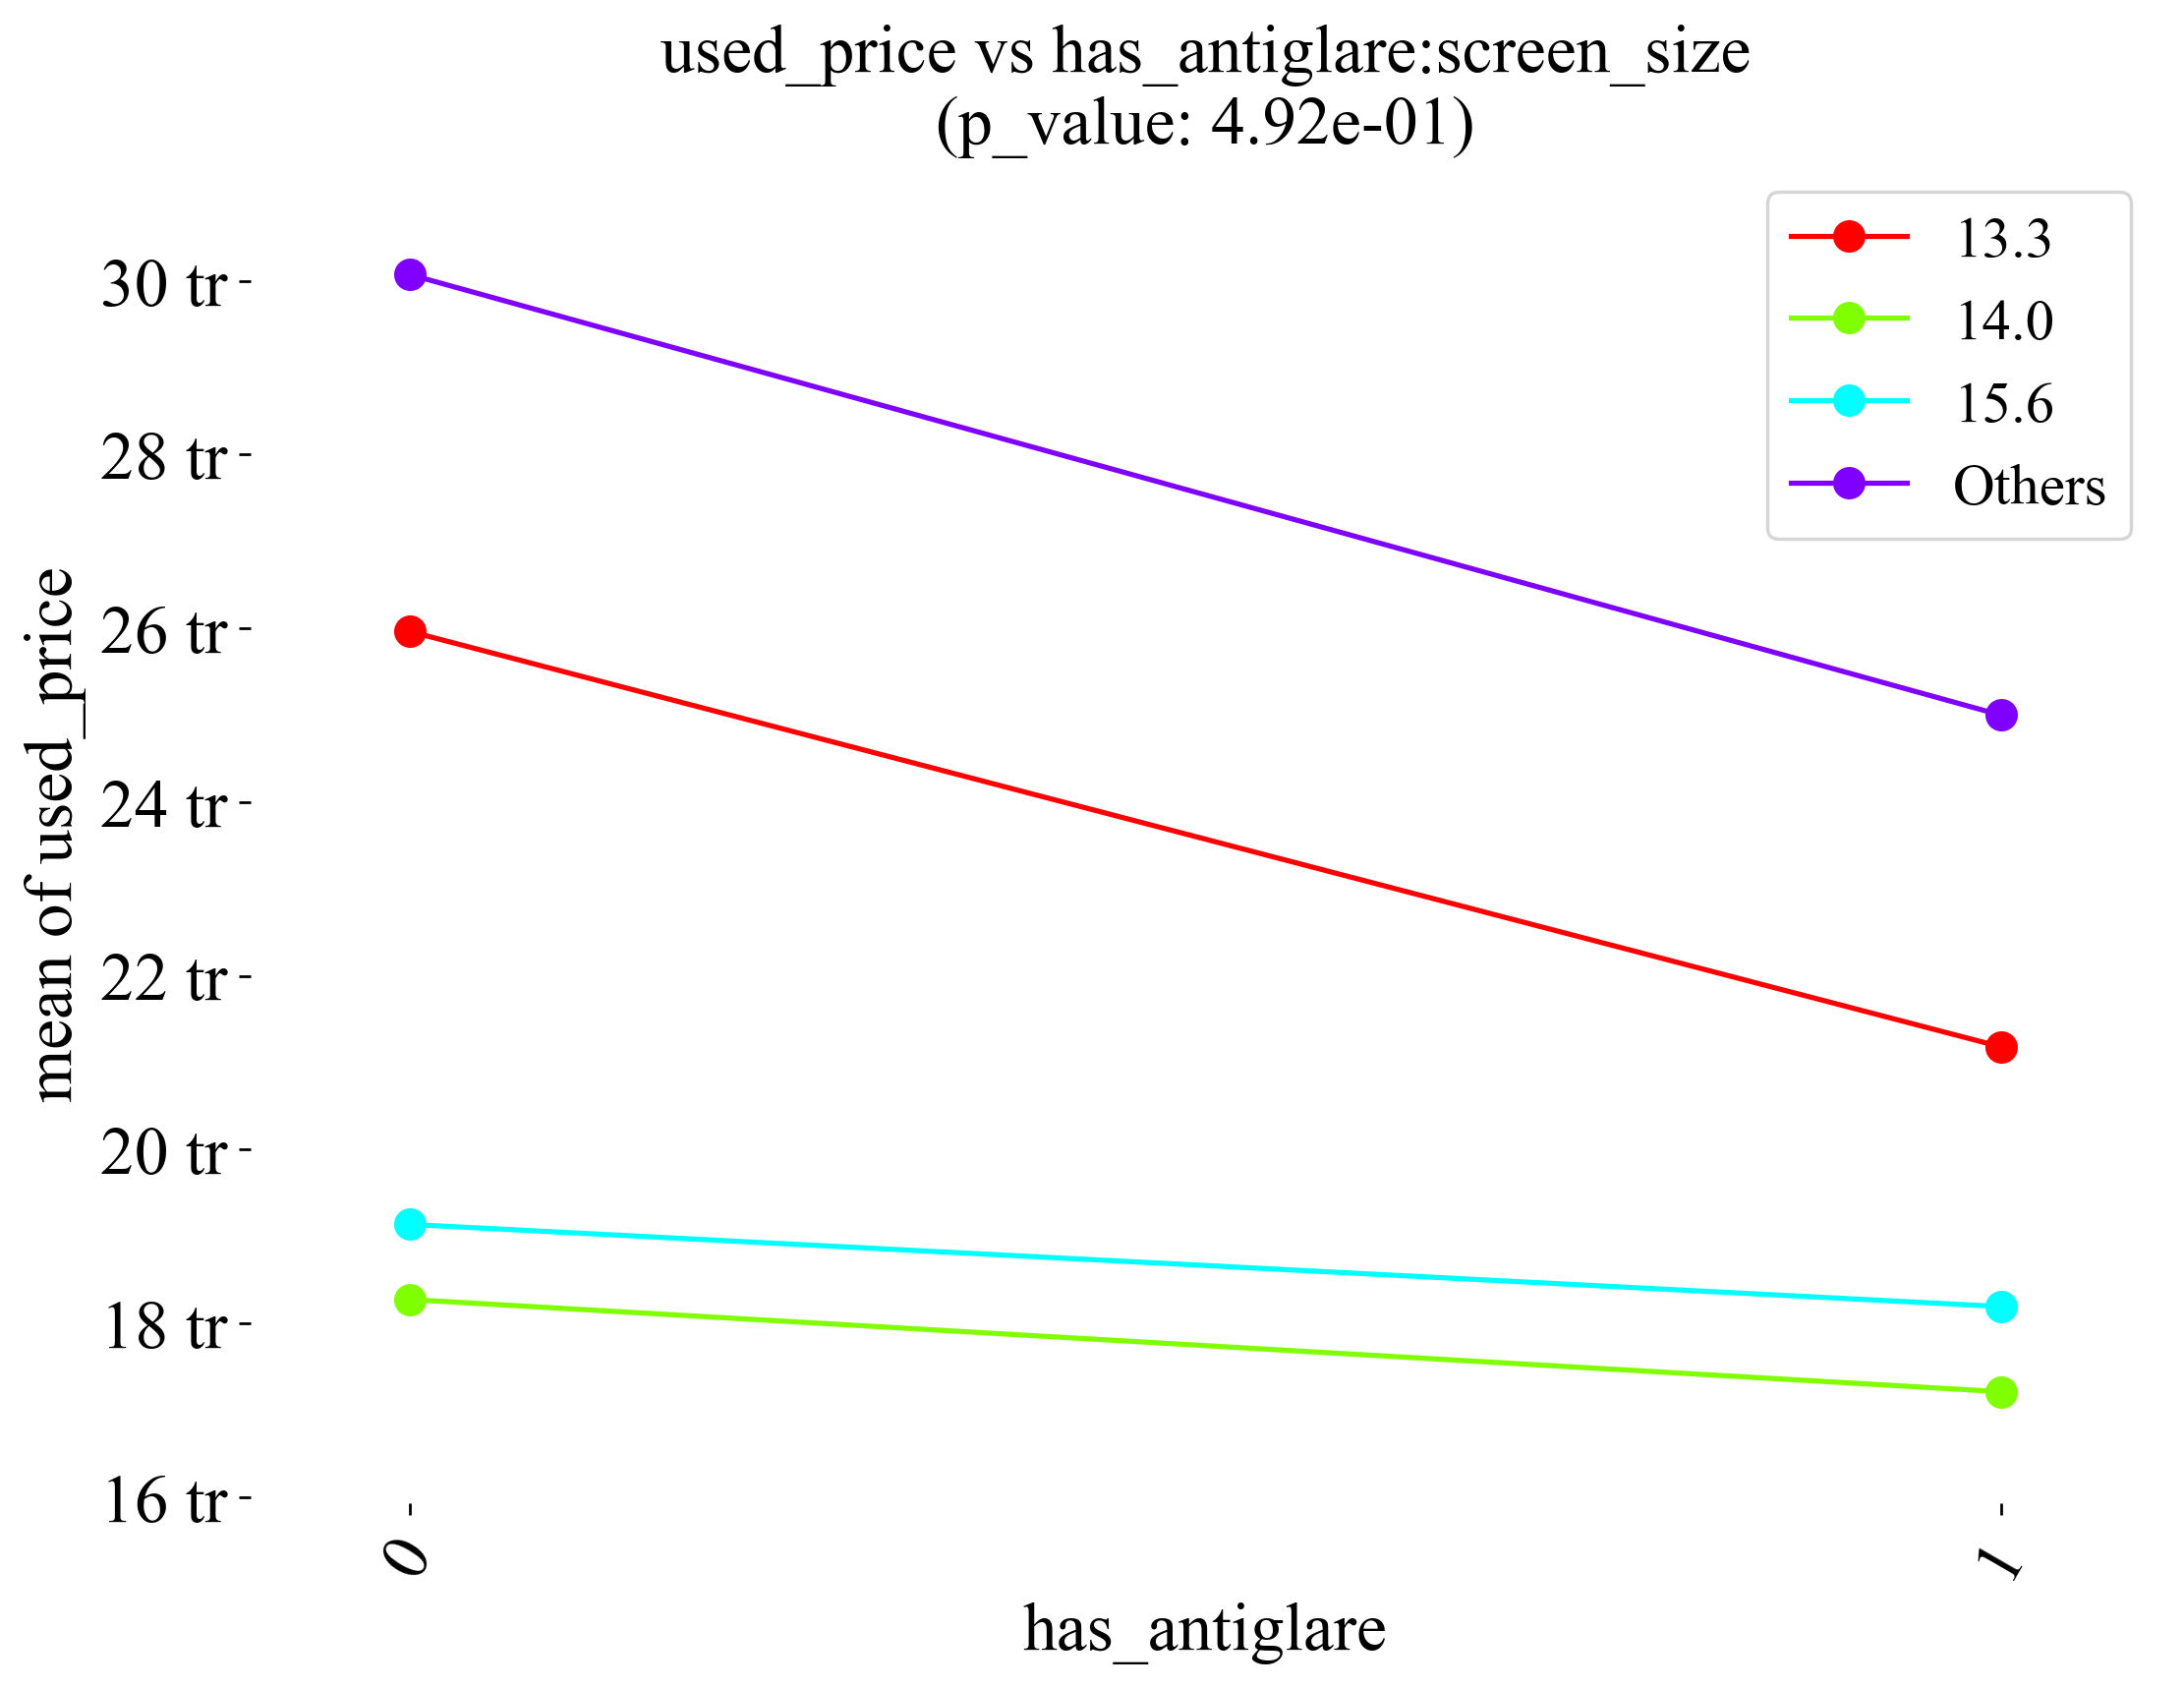 used_price vs has_antiglare:screen_size
(p_value: 4.92e-01)
13.3
14.0
15.6
Others
30 tr
28 tr
26 tr
24 tr
22 tr
20 tr
18 tr
16 tr
mean of used_price
0
1
has_antiglare